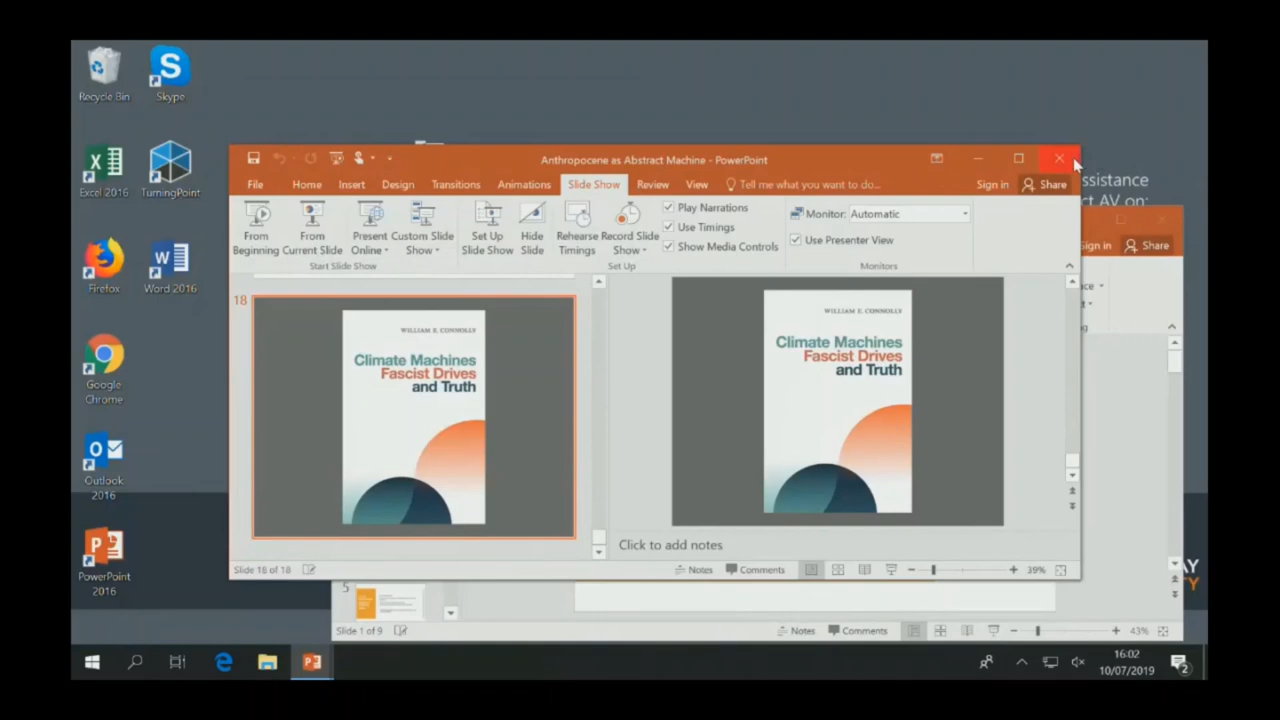 Recycle Bin
Skype
Excel 2016
TurningPoint
Firefox
Word 2016
Google
Chrome
Outlook
2016
PowerPoint
2016
Anthropocene as Abstract Machine - PowerPoint
File Home Insert Design Transitions Animations Slide Show Review View Tell me what you want to do... Sign in Share
From
Beginning
From
Current Slide
Present
Online
Custom Slide
Show
Set Up
Slide Show
Hide
Slide
Rehearse
Timings
Record Slide
Show
Play Narrations
Use Timings
Show Media Controls
Monitor: Automatic
Use Presenter View
Start Slide Show
Set Up
Monitors
18
WILLIAM E. CONNOLLY
Climate Machines
Fascist Drives
and Truth
WILLIAM E. CONNOLLY
Climate Machines
Fascist Drives
and Truth
Click to add notes
Slide 18 of 18
Notes Comments 39%
ssistance
ct AV on:
ign in Share
5
Slide 1 of 9
Notes Comments 43%
16:02
10/07/2019
2